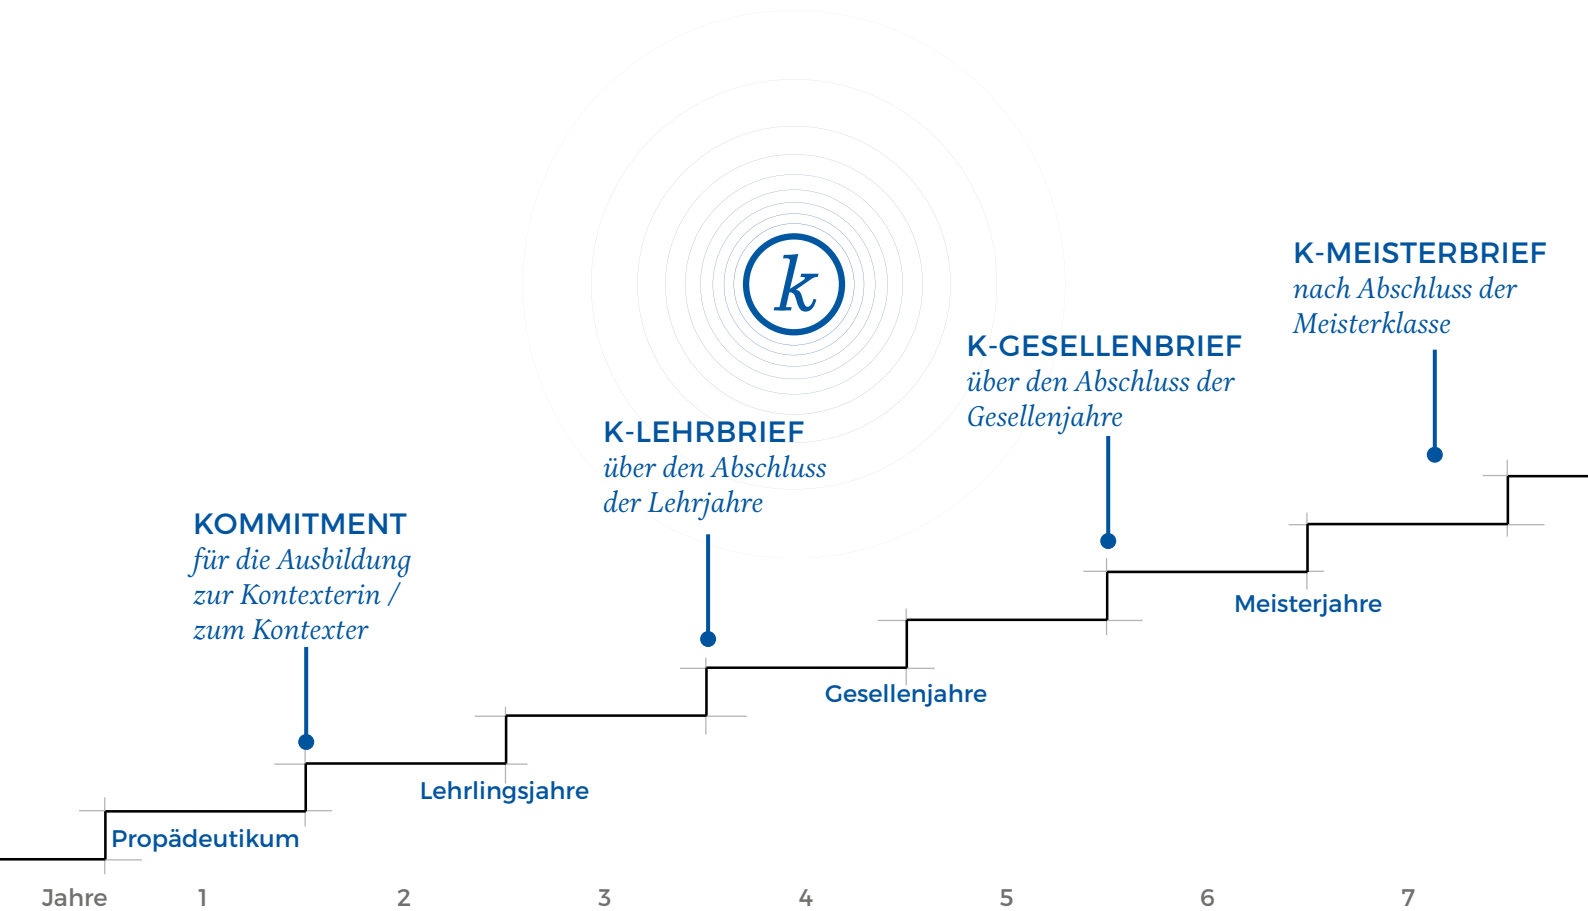 k
K-MEISTERBRIEF
nach Abschluss der
Meisterklasse
K-GESELLENBRIEF
über den Abschluss der
Gesellenjahre
K-LEHRBRIEF
über den Abschluss
der Lehrjahre
KOMMITMENT
für die Ausbildung
zur Kontexterin /
zum Kontexter
Meisterjahre
Gesellenjahre
Lehrlingsjahre
Propädeutikum
Jahre 1 2 3 4 5 6 7